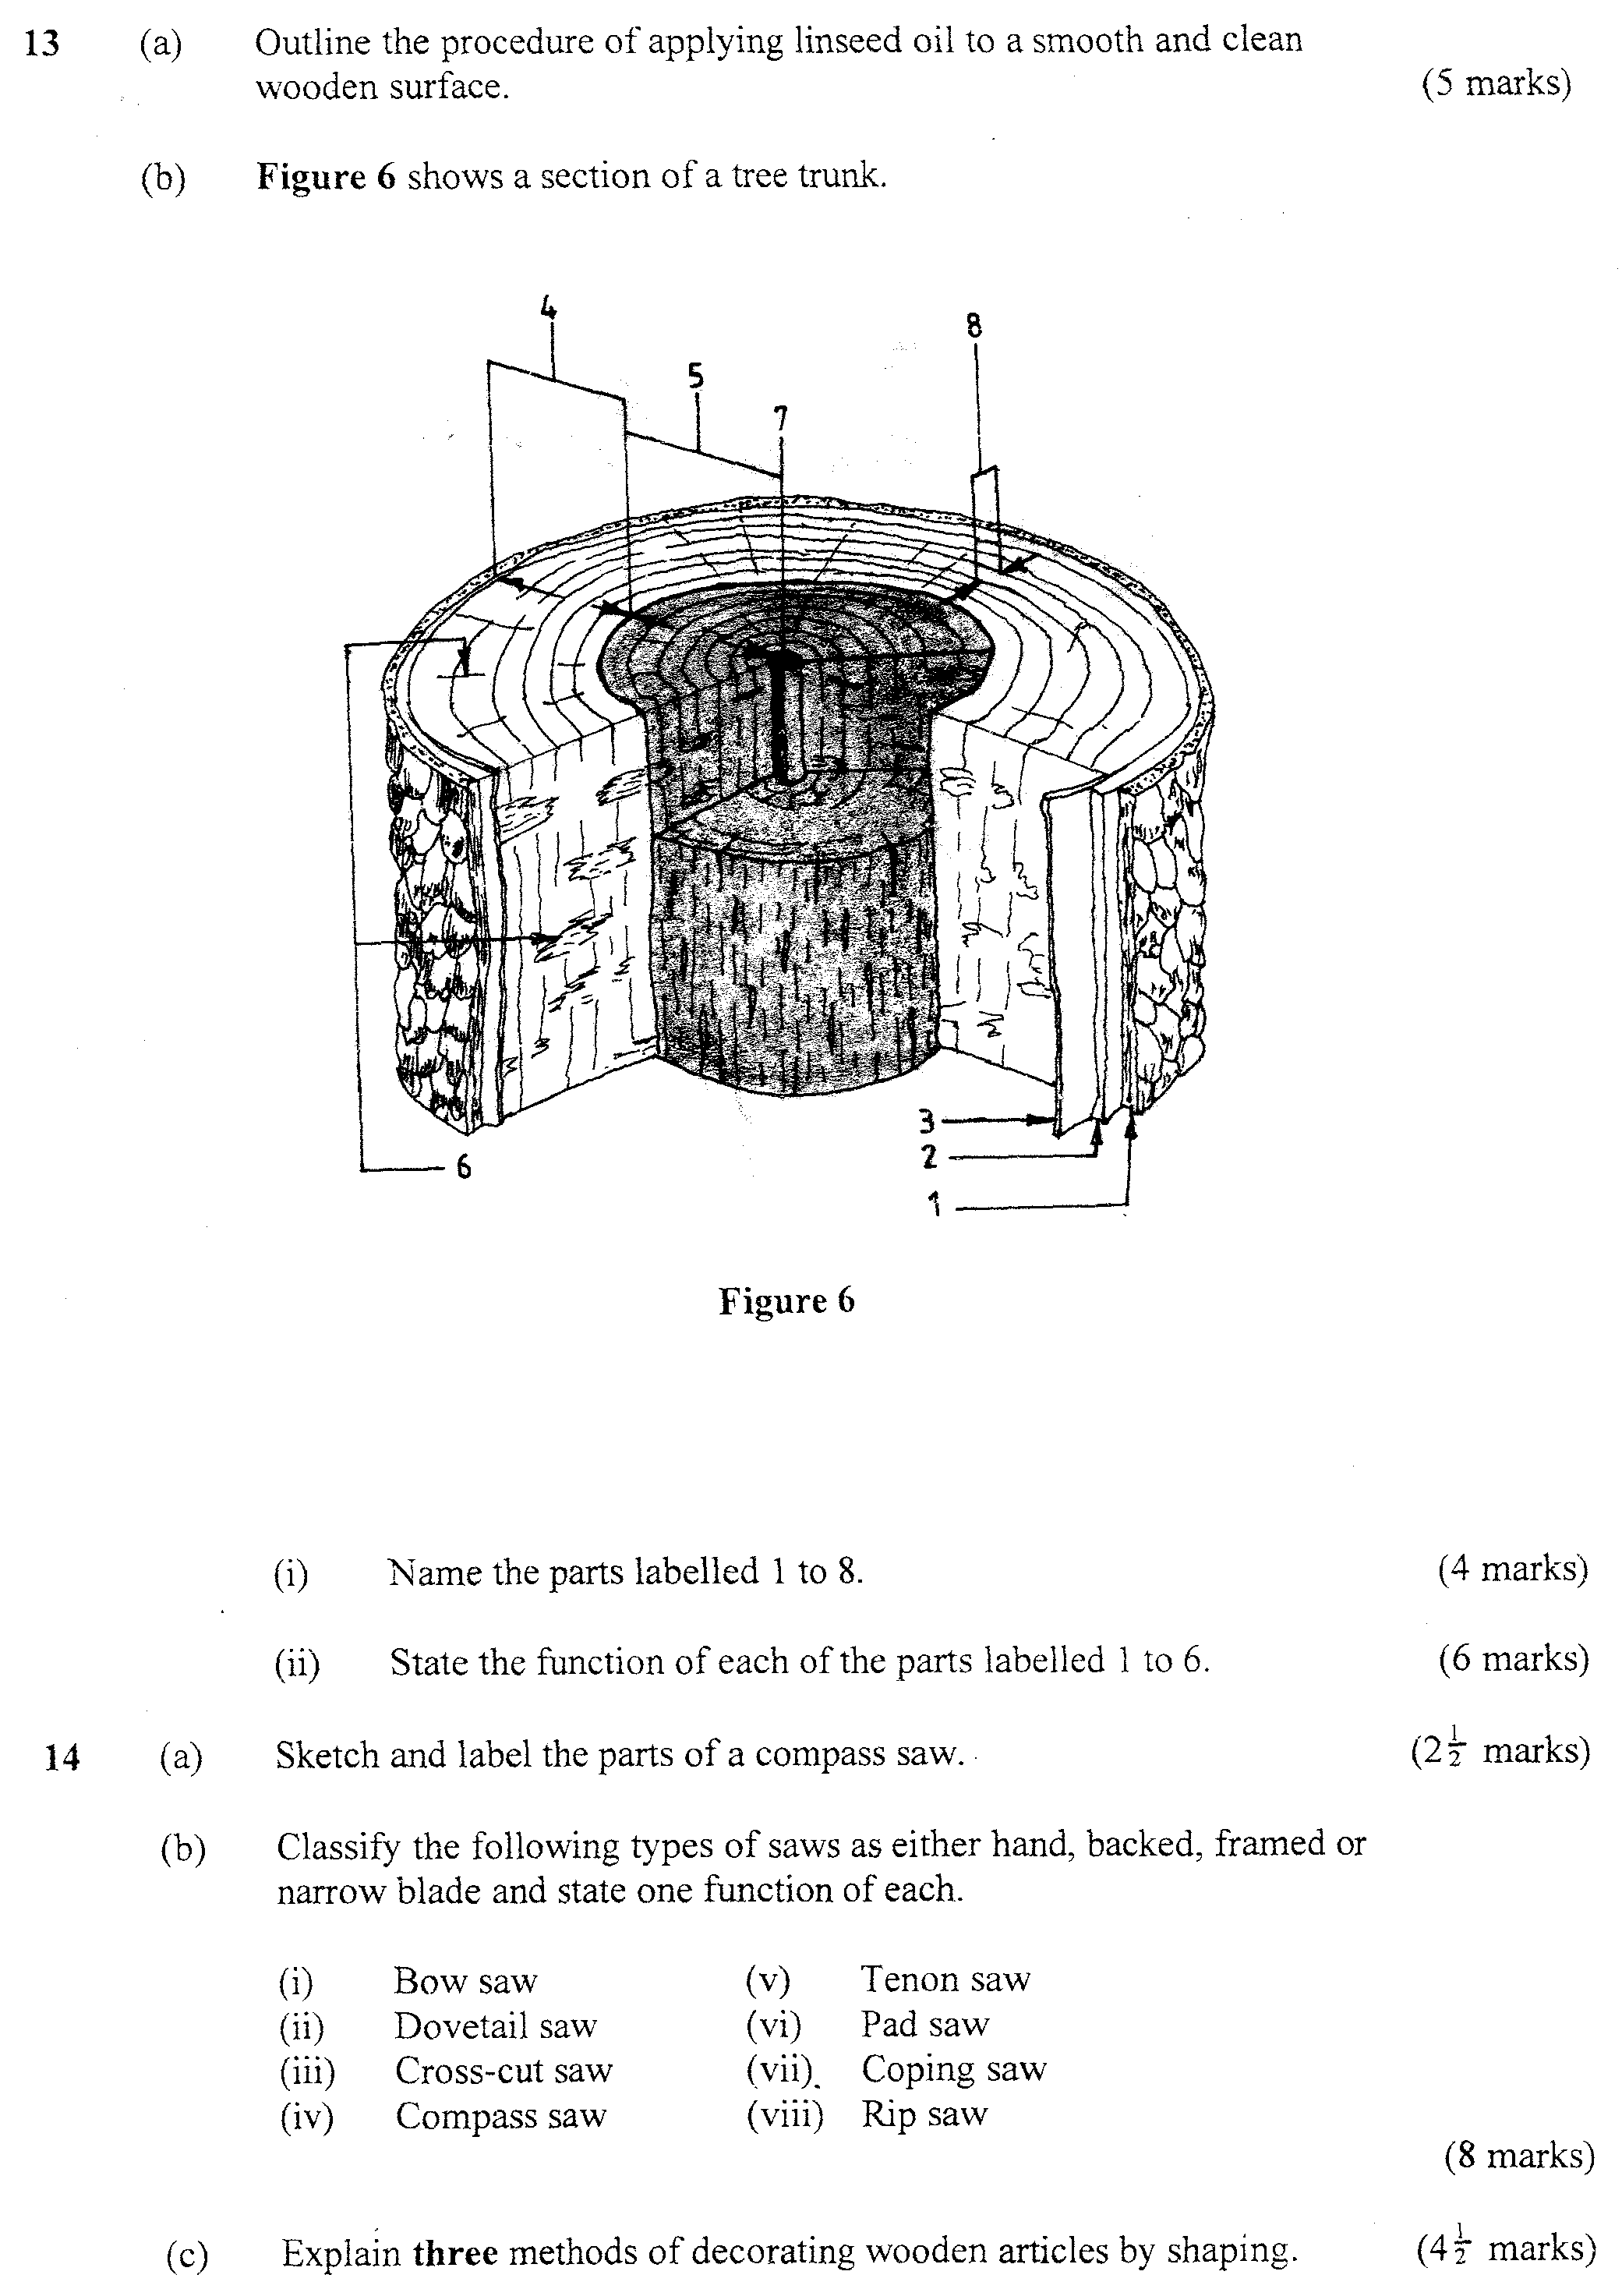 13 (a) Outline the procedure of applying linseed oil to a smooth and clean
wooden surface. (5 marks)
(b) Figure 6 shows a section of a tree trunk.
4
8
5
7
3
2
6
1
Figure 6
(i) Name the parts labelled 1 to 8. (4 marks)
(ii) State the function of each of the parts labelled 1 to 6. (6 marks)
14 (a) Sketch and label the parts of a compass saw. (2½ marks)
(b) Classify the following types of saws as either hand, backed, framed or
narrow blade and state one function of each.
(i) Bow saw (v) Tenon saw
(ii) Dovetail saw (vi) Pad saw
(iii) Cross-cut saw (vii) Coping saw
(iv) Compass saw (viii) Rip saw
(8 marks)
(c) Explain three methods of decorating wooden articles by shaping. (4½ marks)